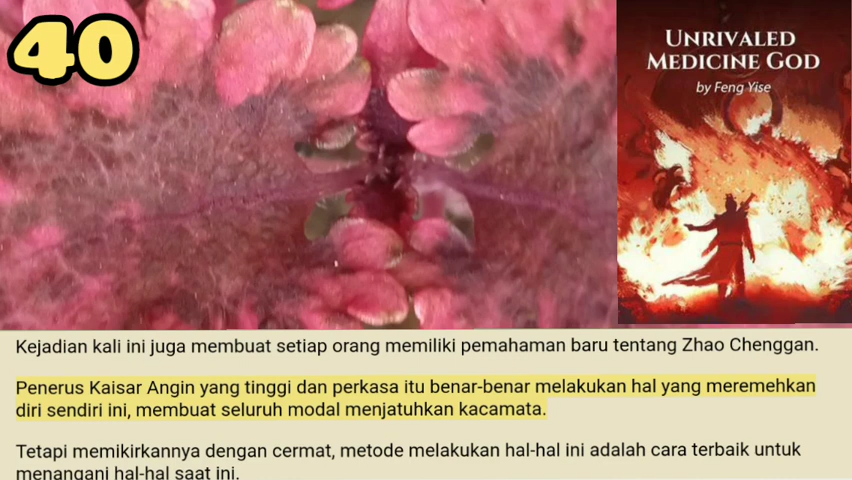 40
UNRIVALED
MEDICINE GOD
by Feng Yise
Kejadian kali ini juga membuat setiap orang memiliki pemahaman baru tentang Zhao Chenggan.
Penerus Kaisar Angin yang tinggi dan perkasa itu benar-benar melakukan hal yang meremehkan
diri sendiri ini, membuat seluruh modal menjatuhkan kacamata.
Tetapi memikirkannya dengan cermat, metode melakukan hal-hal ini adalah cara terbaik untuk
menangani hal-hal saat ini.